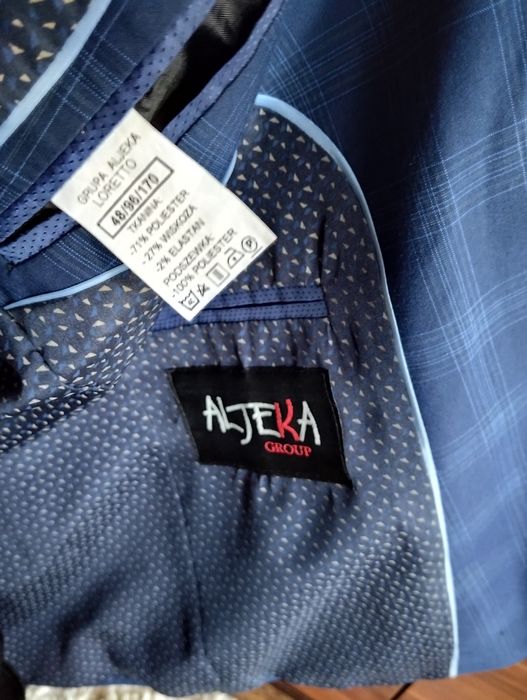 GRUPA ALJEKA
LORETTO
48/96/170
TKANINA:
-71% POLIESTER
- 27% WISKOZA
-2% ELASTAN
PODSZEWKA:
-100% POLIESTER
P
ALJEKA
GROUP